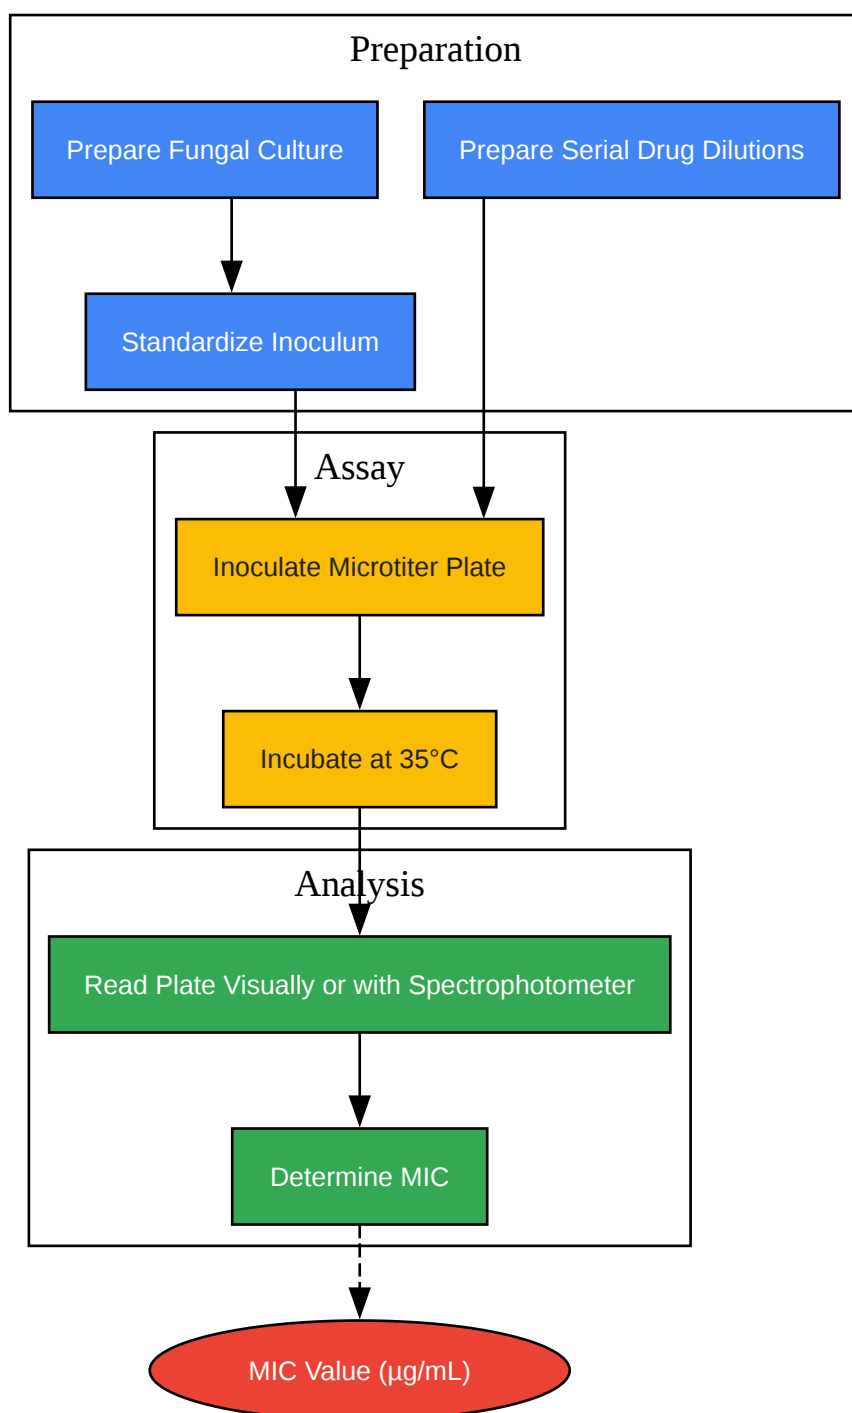 Preparation
Prepare Fungal Culture
Prepare Serial Drug Dilutions
Standardize Inoculum
Assay
Inoculate Microtiter Plate
Incubate at 35°C
Analysis
Read Plate Visually or with Spectrophotometer
Determine MIC
MIC Value (µg/mL)